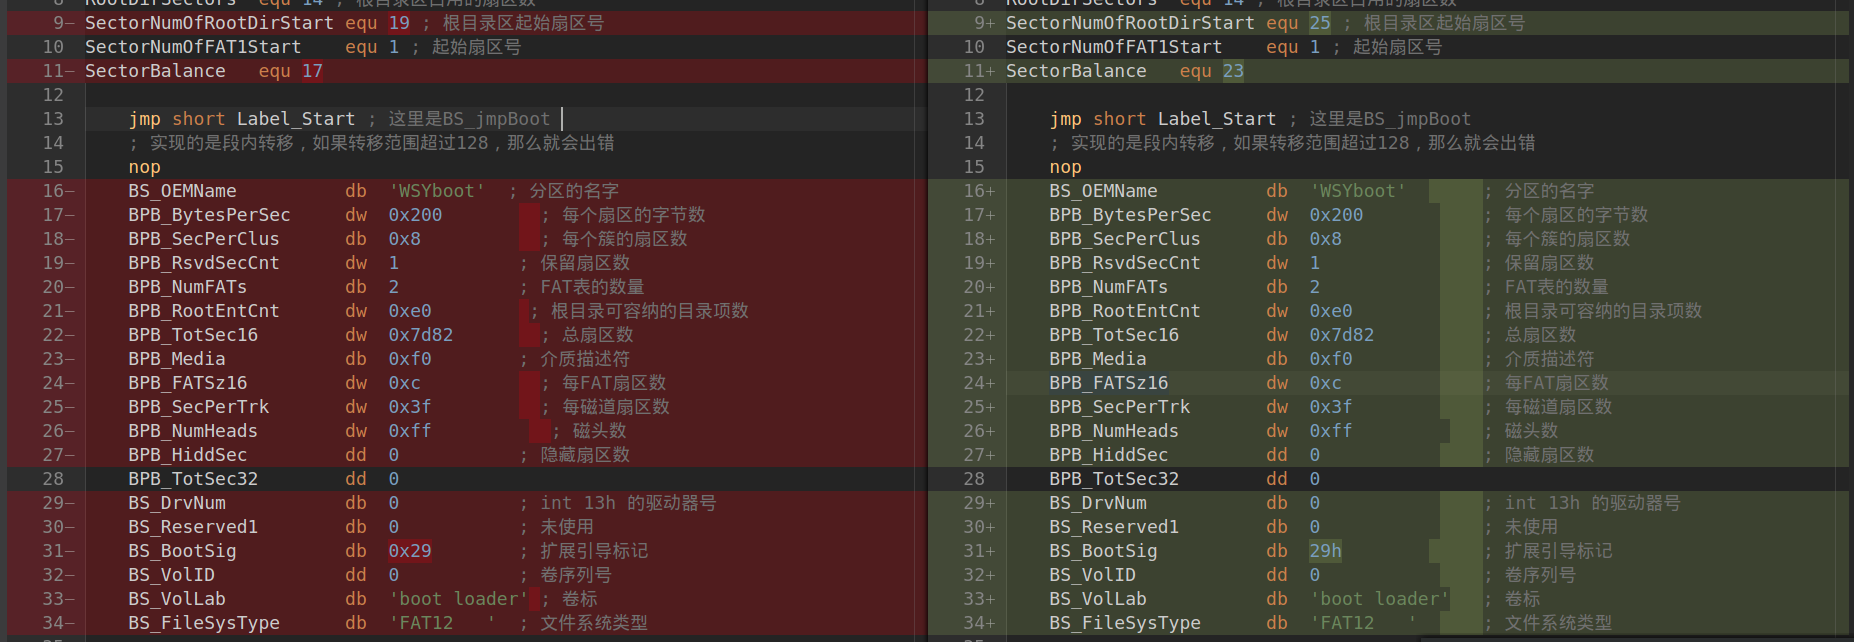 8 RootDirSectors equ 14 ; 根目录区占用的扇区数
9− SectorNumOfRootDirStart equ 19 ; 根目录区起始扇区号
10 SectorNumOfFAT1Start equ 1 ; 起始扇区号
11− SectorBalance equ 17
12
13 jmp short Label_Start ; 这里是BS_jmpBoot
14 ; 实现的是段内转移，如果转移范围超过128，那么就会出错
15 nop
16− BS_OEMName db 'WSYboot' ; 分区的名字
17− BPB_BytesPerSec dw 0x200 ; 每个扇区的字节数
18− BPB_SecPerClus db 0x8 ; 每个簇的扇区数
19− BPB_RsvdSecCnt dw 1 ; 保留扇区数
20− BPB_NumFATs db 2 ; FAT表的数量
21− BPB_RootEntCnt dw 0xe0 ; 根目录可容纳的目录项数
22− BPB_TotSec16 dw 0x7d82 ; 总扇区数
23− BPB_Media db 0xf0 ; 介质描述符
24− BPB_FATSz16 dw 0xc ; 每FAT扇区数
25− BPB_SecPerTrk dw 0x3f ; 每磁道扇区数
26− BPB_NumHeads dw 0xff ; 磁头数
27− BPB_HiddSec dd 0 ; 隐藏扇区数
28 BPB_TotSec32 dd 0
29− BS_DrvNum db 0 ; int 13h 的驱动器号
30− BS_Reserved1 db 0 ; 未使用
31− BS_BootSig db 0x29 ; 扩展引导标记
32− BS_VolID dd 0 ; 卷序列号
33− BS_VolLab db 'boot loader' ; 卷标
34− BS_FileSysType db 'FAT12   ' ; 文件系统类型
8 RootDirSectors equ 14 ; 根目录区占用的扇区数
9+ SectorNumOfRootDirStart equ 25 ; 根目录区起始扇区号
10 SectorNumOfFAT1Start equ 1 ; 起始扇区号
11+ SectorBalance equ 23
12
13 jmp short Label_Start ; 这里是BS_jmpBoot
14 ; 实现的是段内转移，如果转移范围超过128，那么就会出错
15 nop
16+ BS_OEMName db 'WSYboot' ; 分区的名字
17+ BPB_BytesPerSec dw 0x200 ; 每个扇区的字节数
18+ BPB_SecPerClus db 0x8 ; 每个簇的扇区数
19+ BPB_RsvdSecCnt dw 1 ; 保留扇区数
20+ BPB_NumFATs db 2 ; FAT表的数量
21+ BPB_RootEntCnt dw 0xe0 ; 根目录可容纳的目录项数
22+ BPB_TotSec16 dw 0x7d82 ; 总扇区数
23+ BPB_Media db 0xf0 ; 介质描述符
24+ BPB_FATSz16 dw 0xc ; 每FAT扇区数
25+ BPB_SecPerTrk dw 0x3f ; 每磁道扇区数
26+ BPB_NumHeads dw 0xff ; 磁头数
27+ BPB_HiddSec dd 0 ; 隐藏扇区数
28 BPB_TotSec32 dd 0
29+ BS_DrvNum db 0 ; int 13h 的驱动器号
30+ BS_Reserved1 db 0 ; 未使用
31+ BS_BootSig db 29h ; 扩展引导标记
32+ BS_VolID dd 0 ; 卷序列号
33+ BS_VolLab db 'boot loader' ; 卷标
34+ BS_FileSysType db 'FAT12   ' ; 文件系统类型